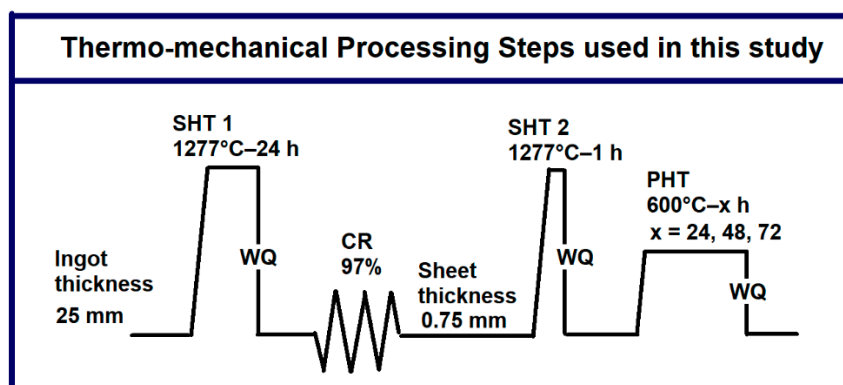 Thermo-mechanical Processing Steps used in this study
SHT 1
1277°C–24 h
WQ
Ingot
thickness
25 mm
CR
97%
Sheet
thickness
0.75 mm
SHT 2
1277°C–1 h
WQ
PHT
600°C–x h
x = 24, 48, 72
WQ